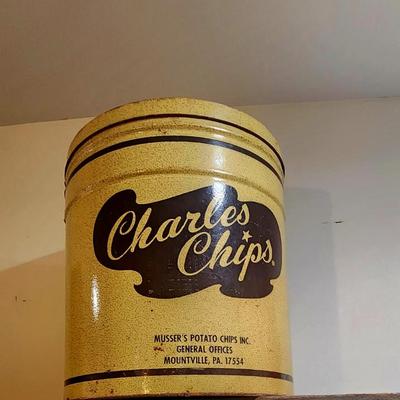 Charles
Chips.
MUSSER'S POTATO CHIPS INC.
GENERAL OFFICES
MOUNTVILLE, PA. 17554